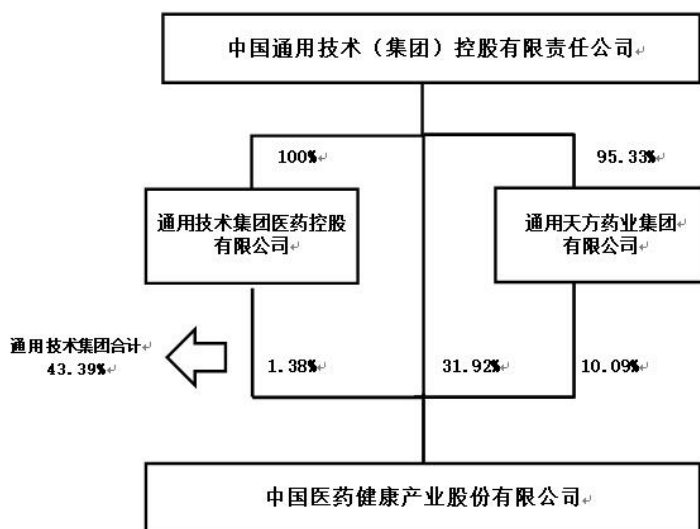 中国通用技术（集团）控股有限责任公司
100%
95.33%
通用技术集团医药控股
有限公司
通用天方药业集团
有限公司
通用技术集团合计
43.39%
1.38%
31.92%
10.09%
中国医药健康产业股份有限公司